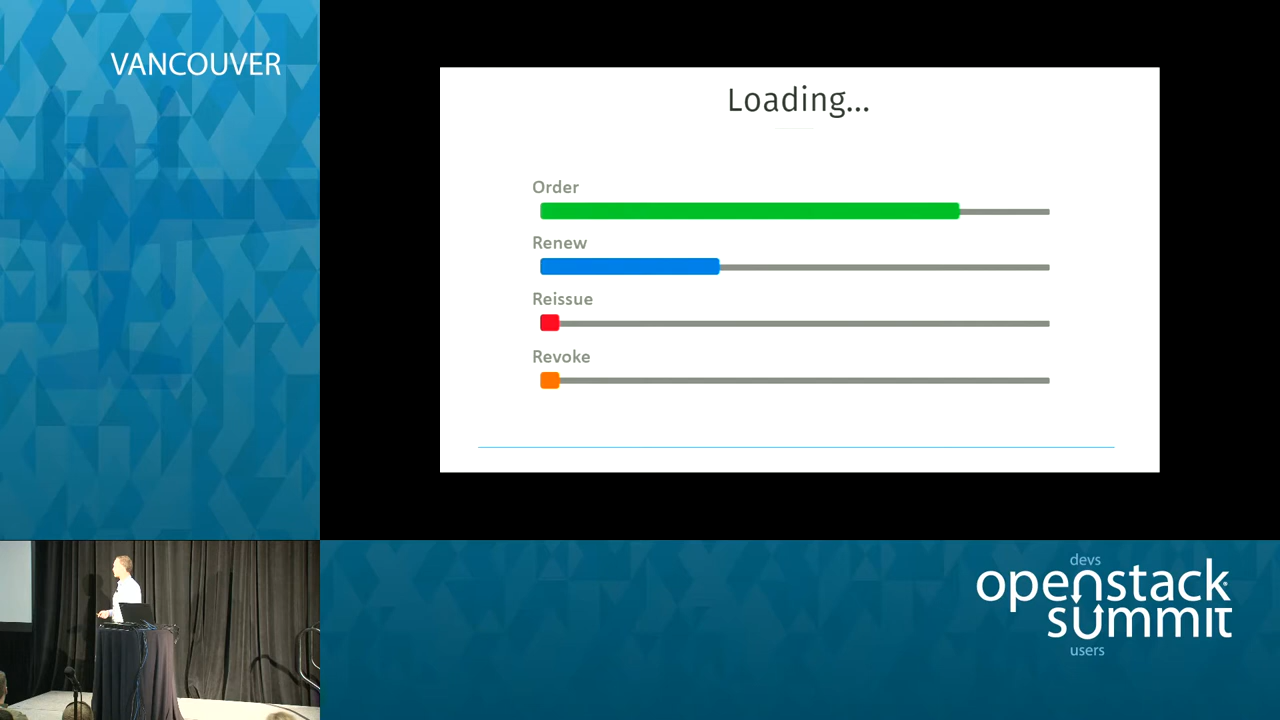 VANCOUVER
Loading...
Order
Renew
Reissue
Revoke
devs
openstack
summit
users